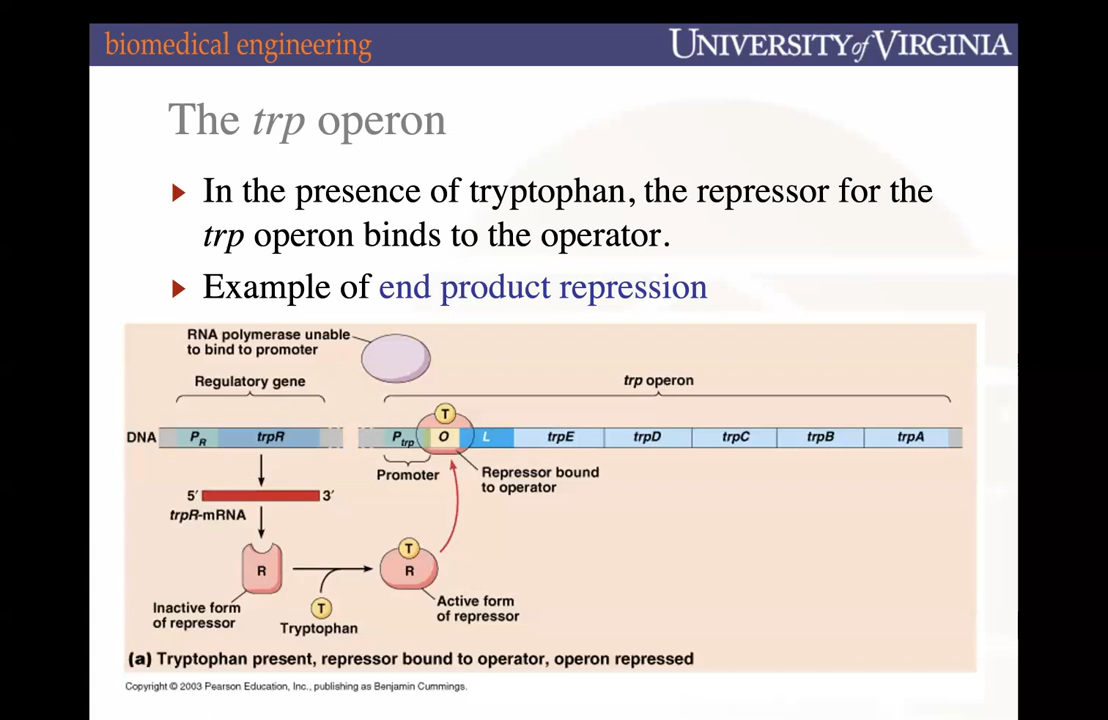 biomedical engineering
UNIVERSITY of VIRGINIA
The trp operon
In the presence of tryptophan, the repressor for the
trp operon binds to the operator.
Example of end product repression
RNA polymerase unable
to bind to promoter
Regulatory gene
trp operon
DNA
PR
trpR
Ptrp
T
O
L
trpE
trpD
trpC
trpB
trpA
Promoter
Repressor bound
to operator
5′
3′
trpR-mRNA
R
T
R
Inactive form
of repressor
T
Tryptophan
Active form
of repressor
(a) Tryptophan present, repressor bound to operator, operon repressed
Copyright © 2003 Pearson Education, Inc., publishing as Benjamin Cummings.